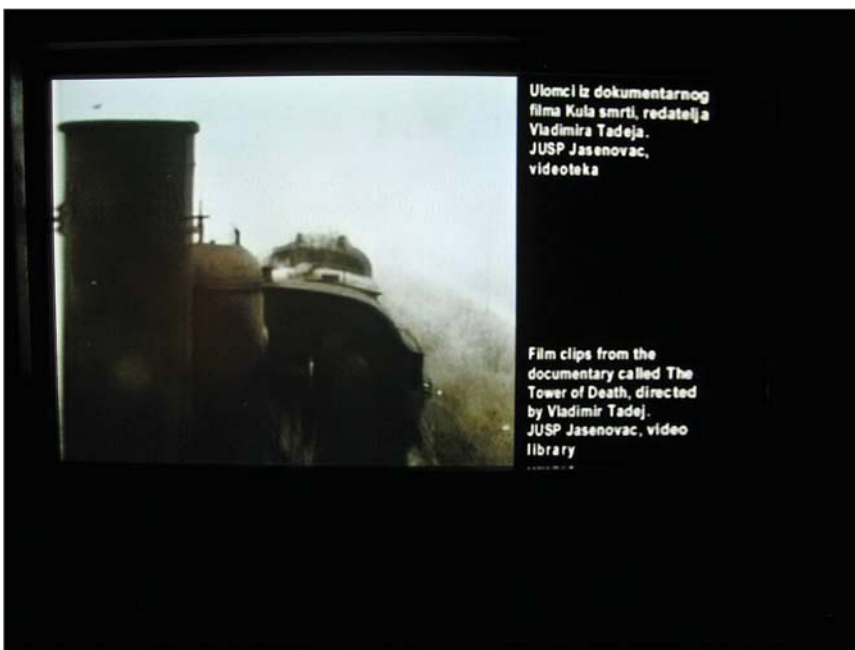 Ulomci iz dokumentarnog
filma Kula smrti, redatelja
Vladimira Tadeja.
JUSP Jasenovac,
videoteka
Film clips from the
documentary called The
Tower of Death, directed
by Vladimir Tadej.
JUSP Jasenovac, video
library